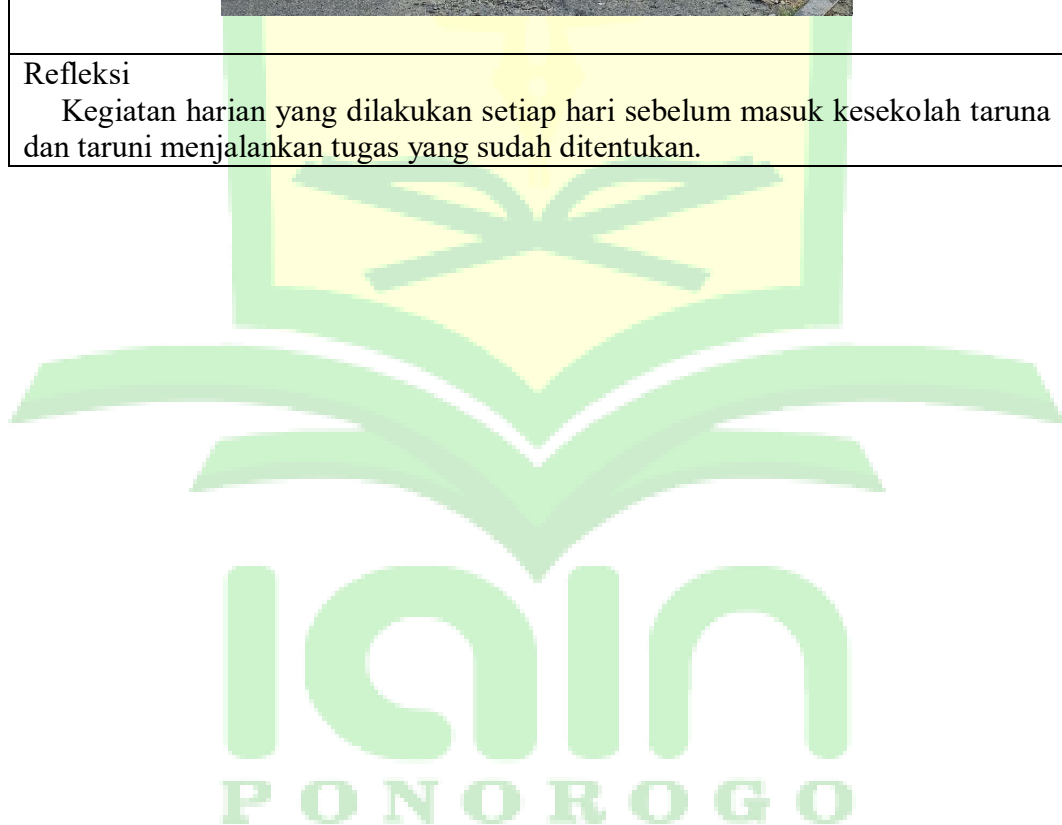 Refleksi
Kegiatan harian yang dilakukan setiap hari sebelum masuk kesekolah taruna
dan taruni menjalankan tugas yang sudah ditentukan.
iain
PONOROGO